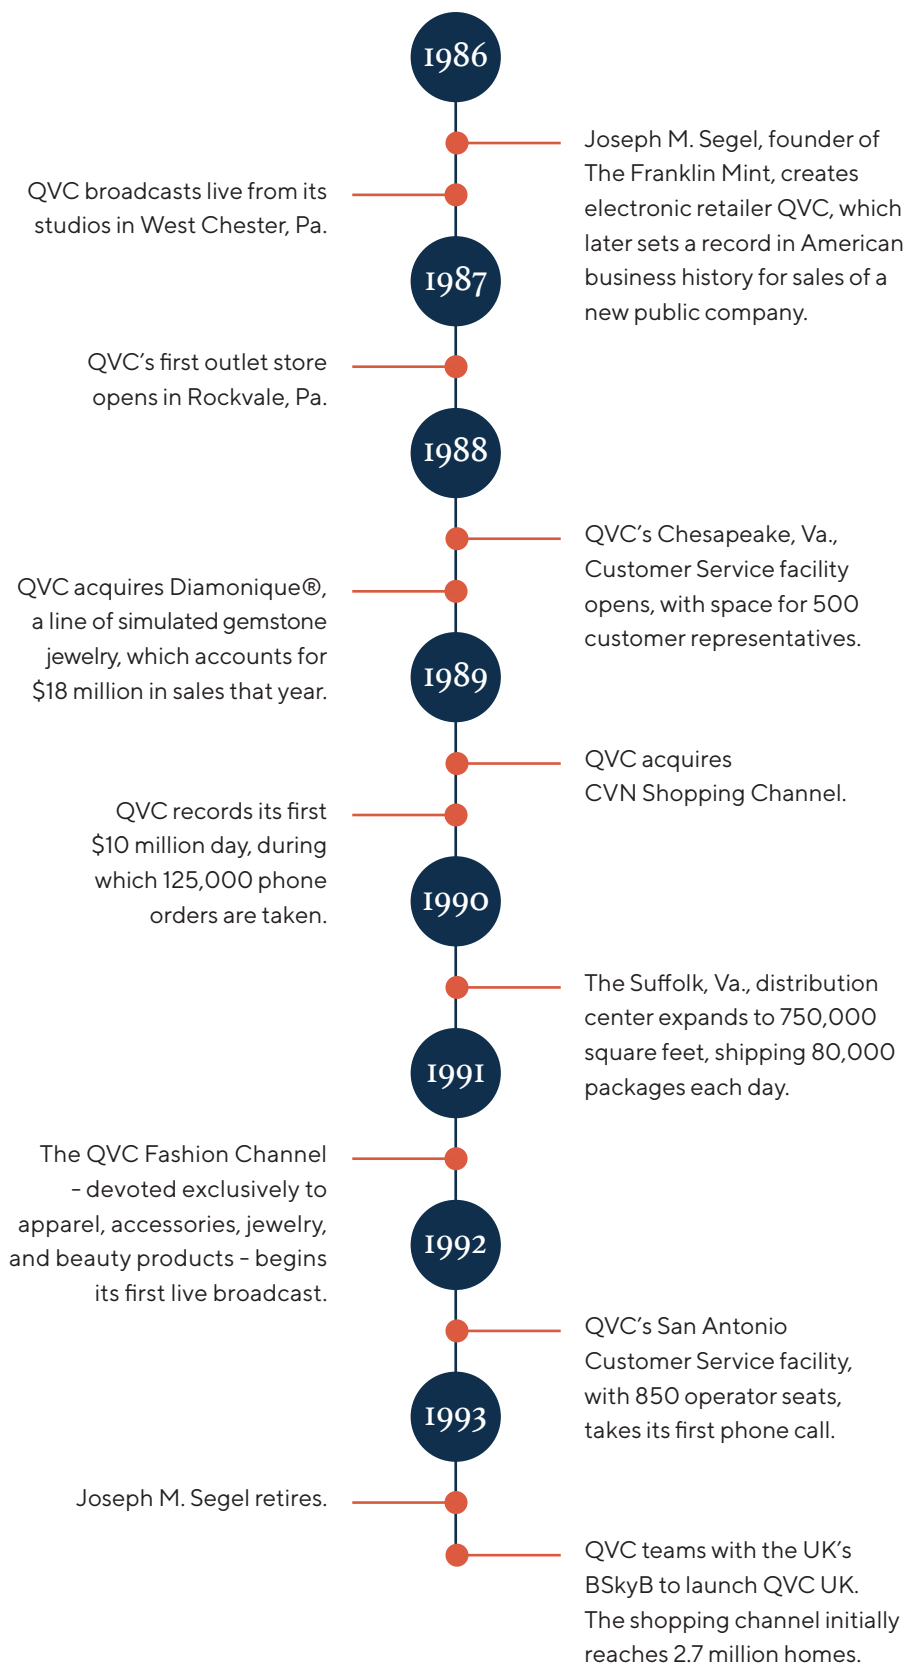 1986
Joseph M. Segel, founder of
The Franklin Mint, creates
electronic retailer QVC, which
later sets a record in American
business history for sales of a
new public company.
QVC broadcasts live from its
studios in West Chester, Pa.
1987
QVC’s first outlet store
opens in Rockvale, Pa.
1988
QVC’s Chesapeake, Va.,
Customer Service facility
opens, with space for 500
customer representatives.
QVC acquires Diamonique®,
a line of simulated gemstone
jewelry, which accounts for
$18 million in sales that year.
1989
QVC acquires
CVN Shopping Channel.
QVC records its first
$10 million day, during
which 125,000 phone
orders are taken.
1990
The Suffolk, Va., distribution
center expands to 750,000
square feet, shipping 80,000
packages each day.
1991
The QVC Fashion Channel
– devoted exclusively to
apparel, accessories, jewelry,
and beauty products – begins
its first live broadcast.
1992
QVC’s San Antonio
Customer Service facility,
with 850 operator seats,
takes its first phone call.
1993
Joseph M. Segel retires.
QVC teams with the UK’s
BSkyB to launch QVC UK.
The shopping channel initially
reaches 2.7 million homes.